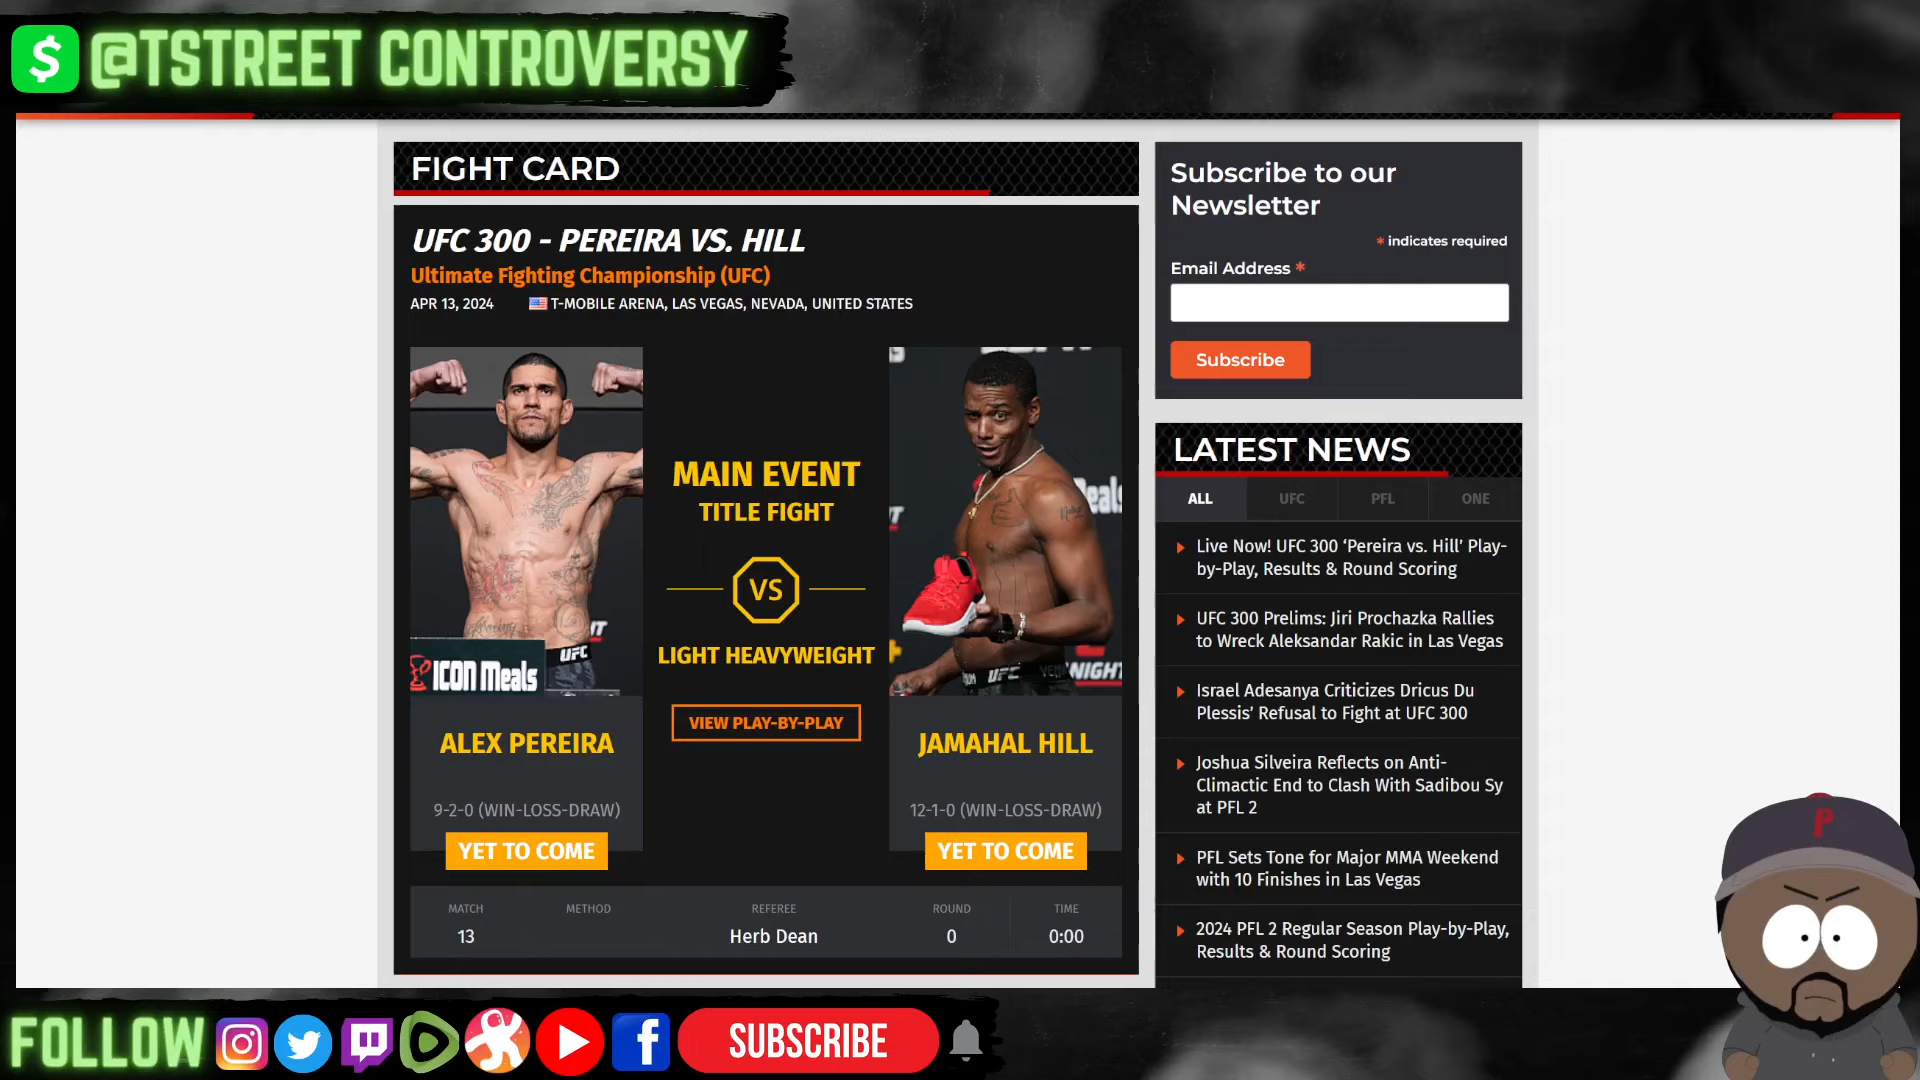 $ @TSTREET CONTROVERSY
FIGHT CARD
UFC 300 - PEREIRA VS. HILL
Ultimate Fighting Championship (UFC)
APR 13, 2024 T-MOBILE ARENA, LAS VEGAS, NEVADA, UNITED STATES
MAIN EVENT
TITLE FIGHT
VS
LIGHT HEAVYWEIGHT
VIEW PLAY-BY-PLAY
ICON Meals
UFC
ALEX PEREIRA
9-2-0 (WIN-LOSS-DRAW)
YET TO COME
UFC
NIGHT
JAMAHAL HILL
12-1-0 (WIN-LOSS-DRAW)
YET TO COME
MATCH METHOD REFEREE ROUND TIME
13 Herb Dean 0 0:00
Subscribe to our
Newsletter
* indicates required
Email Address *
Subscribe
LATEST NEWS
ALL UFC PFL ONE
Live Now! UFC 300 ‘Pereira vs. Hill’ Play-
by-Play, Results & Round Scoring
UFC 300 Prelims: Jiri Prochazka Rallies
to Wreck Aleksandar Rakic in Las Vegas
Israel Adesanya Criticizes Dricus Du
Plessis’ Refusal to Fight at UFC 300
Joshua Silveira Reflects on Anti-
Climactic End to Clash With Sadibou Sy
at PFL 2
PFL Sets Tone for Major MMA Weekend
with 10 Finishes in Las Vegas
2024 PFL 2 Regular Season Play-by-Play,
Results & Round Scoring
P
FOLLOW
SUBSCRIBE